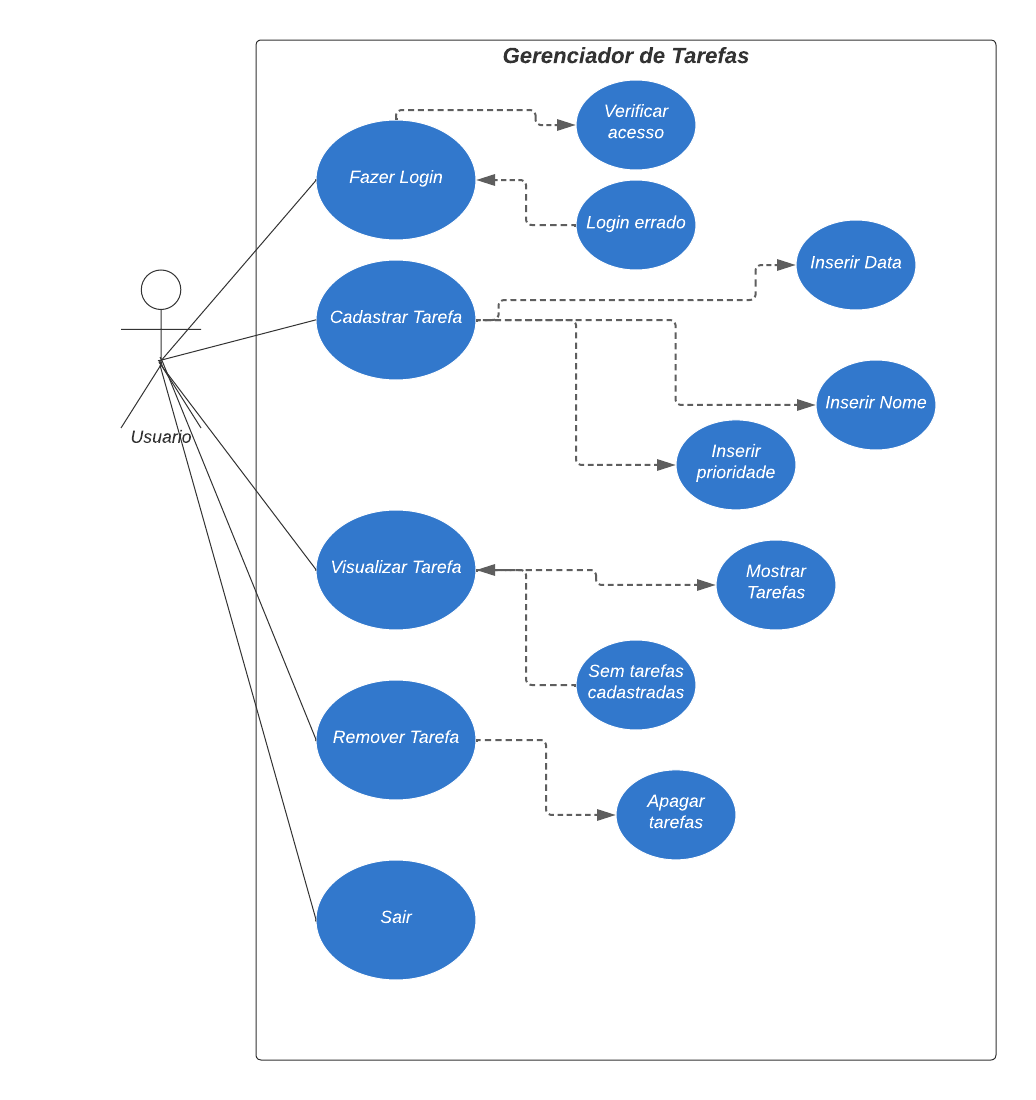 Gerenciador de Tarefas
Verificar
acesso
Fazer Login
Login errado
Inserir Data
Cadastrar Tarefa
Inserir Nome
Usuario
Inserir
prioridade
Visualizar Tarefa
Mostrar
Tarefas
Sem tarefas
cadastradas
Remover Tarefa
Apagar
tarefas
Sair